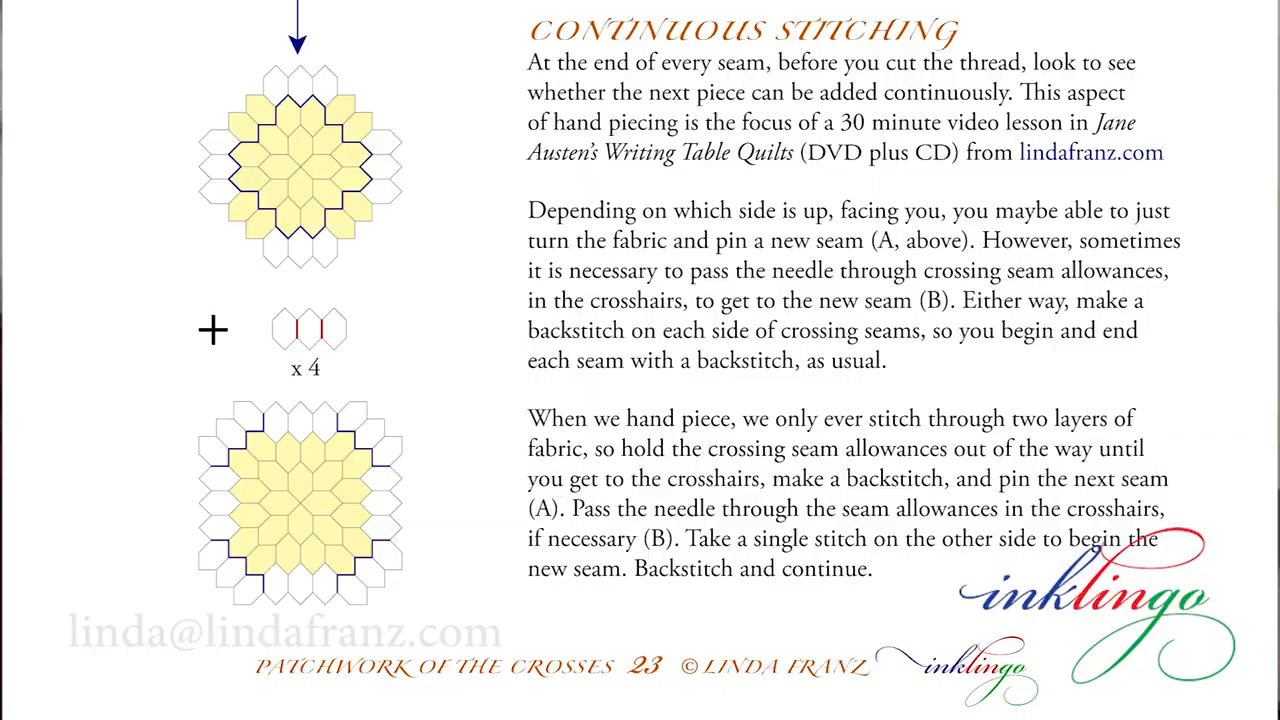 CONTINUOUS STITCHING
At the end of every seam, before you cut the thread, look to see
whether the next piece can be added continuously. This aspect
of hand piecing is the focus of a 30 minute video lesson in Jane
Austen's Writing Table Quilts (DVD plus CD) from lindafranz.com
Depending on which side is up, facing you, you maybe able to just
turn the fabric and pin a new seam (A, above). However, sometimes
it is necessary to pass the needle through crossing seam allowances,
in the crosshairs, to get to the new seam (B). Either way, make a
backstitch on each side of crossing seams, so you begin and end
each seam with a backstitch, as usual.
When we hand piece, we only ever stitch through two layers of
fabric, so hold the crossing seam allowances out of the way until
you get to the crosshairs, make a backstitch, and pin the next seam
(A). Pass the needle through the seam allowances in the crosshairs,
if necessary (B). Take a single stitch on the other side to begin the
new seam. Backstitch and continue.
+
x 4
linda@lindafranz.com
inklingo
PATCHWORK OF THE CROSSES 23 © LINDA FRANZ inklingo